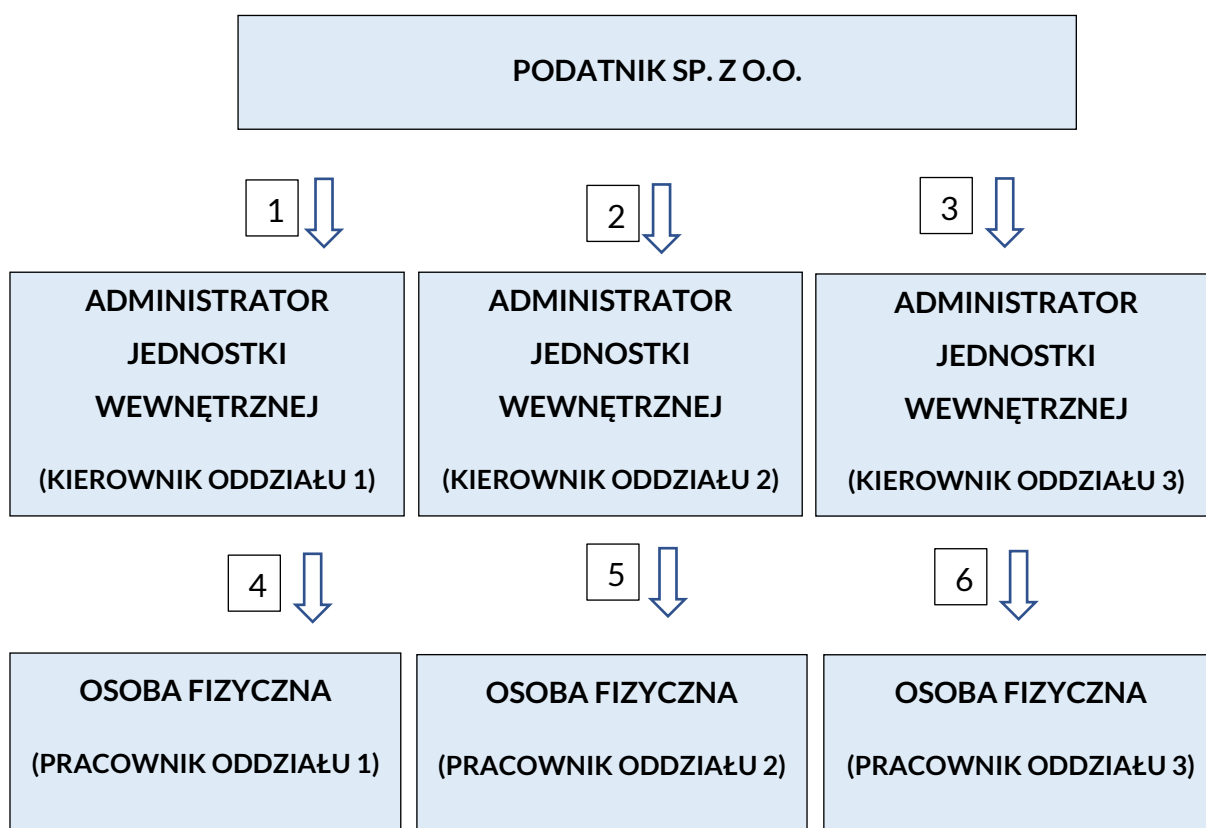 PODATNIK SP. Z O.O.
1
2
3
ADMINISTRATOR
JEDNOSTKI
WEWNĘTRZNEJ
(KIEROWNIK ODDZIAŁU 1)
ADMINISTRATOR
JEDNOSTKI
WEWNĘTRZNEJ
(KIEROWNIK ODDZIAŁU 2)
ADMINISTRATOR
JEDNOSTKI
WEWNĘTRZNEJ
(KIEROWNIK ODDZIAŁU 3)
4
5
6
OSOBA FIZYCZNA
(PRACOWNIK ODDZIAŁU 1)
OSOBA FIZYCZNA
(PRACOWNIK ODDZIAŁU 2)
OSOBA FIZYCZNA
(PRACOWNIK ODDZIAŁU 3)